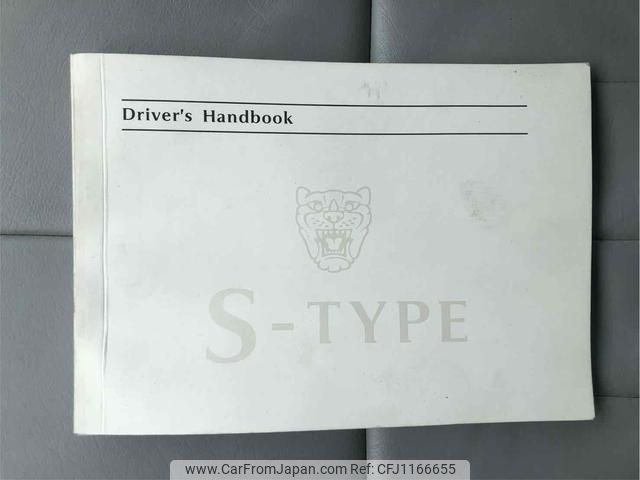 Driver's Handbook
S-TYPE
www.CarFromJapan.com Ref:CFJ1166655